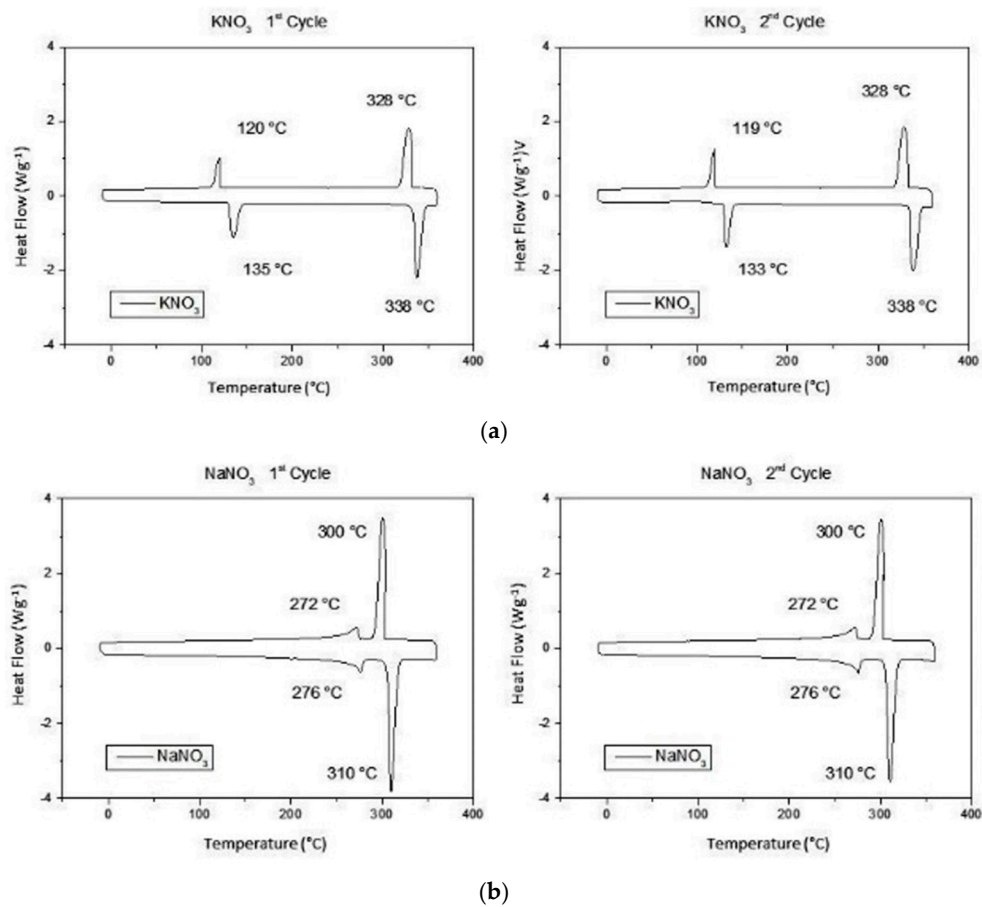 KNO₃ 1ˢᵗ Cycle
4
2
0
-2
-4
Heat Flow (Wg⁻¹)
328 °C
120 °C
135 °C
338 °C
KNO₃
0 100 200 300 400
Temperature (°C)
KNO₃ 2ⁿᵈ Cycle
4
2
0
-2
-4
Heat Flow (Wg⁻¹)V
328 °C
119 °C
133 °C
338 °C
KNO₃
0 100 200 300 400
Temperature (°C)
(a)
NaNO₃ 1ˢᵗ Cycle
4
2
0
-2
-4
Heat Flow (Wg⁻¹)
300 °C
272 °C
276 °C
310 °C
NaNO₃
0 100 200 300 400
Temperature (°C)
NaNO₃ 2ⁿᵈ Cycle
4
2
0
-2
-4
Heat Flow (Wg⁻¹)
300 °C
272 °C
276 °C
310 °C
NaNO₃
0 100 200 300 400
Temperature (°C)
(b)